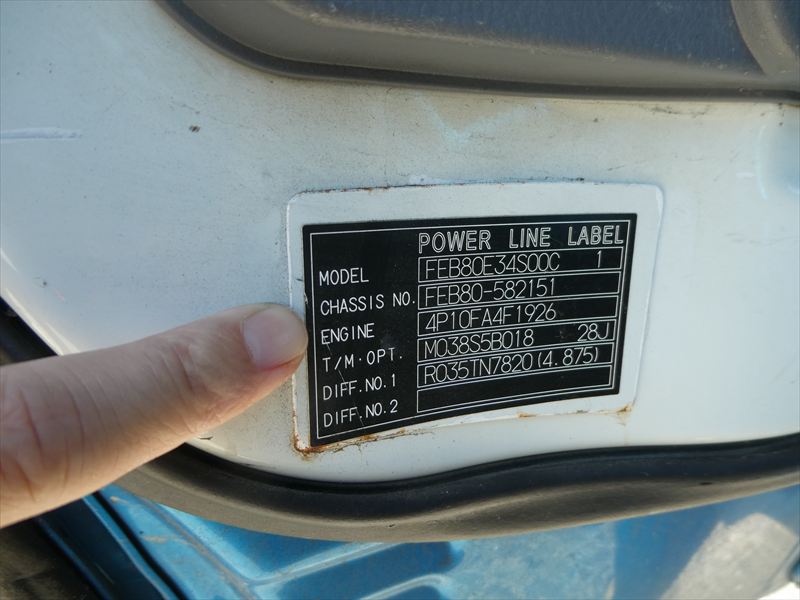 POWER LINE LABEL
MODEL FEB80E34S00C 1
CHASSIS NO. FEB80-582151
ENGINE 4P10FA4F1926
T/M·OPT. M038S5B018 28J
DIFF.NO.1 R035TN7820(4.875)
DIFF.NO.2